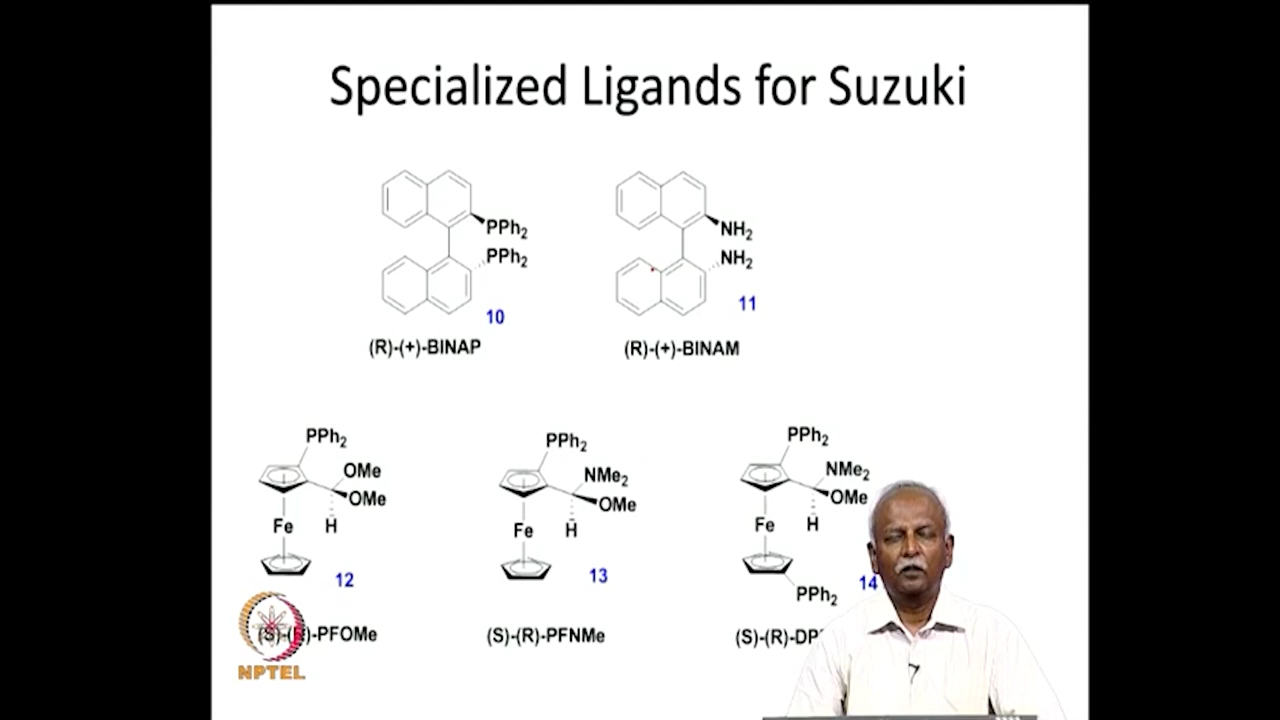 Specialized Ligands for Suzuki
PPh2
PPh2
10
(R)-(+)-BINAP
NH2
NH2
11
(R)-(+)-BINAM
PPh2
OMe
OMe
Fe
H
12
(S)-(R)-PFOMe
PPh2
NMe2
OMe
Fe
H
13
(S)-(R)-PFNMe
PPh2
NMe2
OMe
Fe
H
PPh2
14
(S)-(R)-
NPTEL